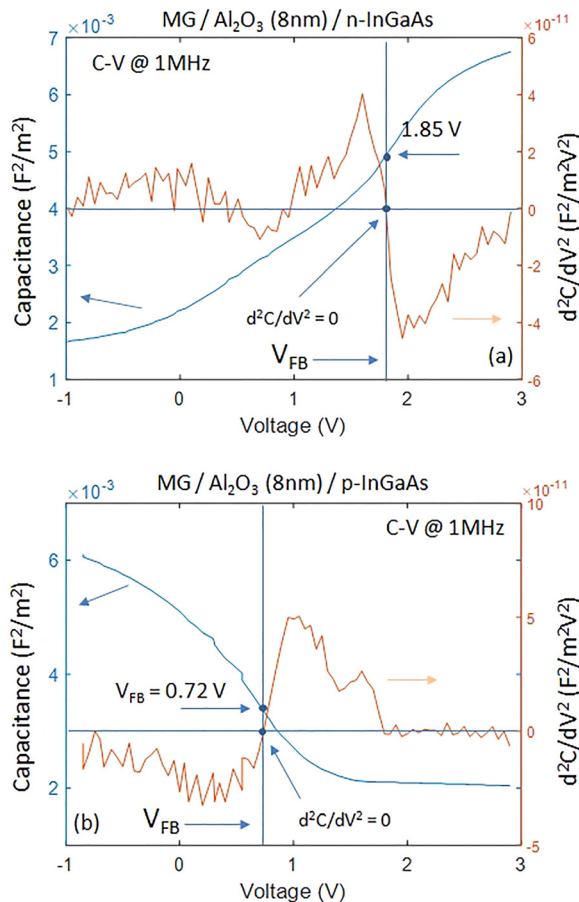 MG / Al₂O₃ (8nm) / n-InGaAs
×10⁻³
×10⁻¹¹
C-V @ 1MHz
7
6
5
4
3
2
1
Capacitance (F²/m²)
6
4
2
0
-2
-4
-6
d²C/dV² (F²/m²V²)
1.85 V
d²C/dV² = 0
V_FB
(a)
-1
0
1
2
3
Voltage (V)
MG / Al₂O₃ (8nm) / p-InGaAs
×10⁻³
×10⁻¹¹
C-V @ 1MHz
6
4
2
Capacitance (F²/m²)
10
5
0
-5
d²C/dV² (F²/m²V²)
V_FB = 0.72 V
d²C/dV² = 0
V_FB
(b)
-1
0
1
2
3
Voltage (V)